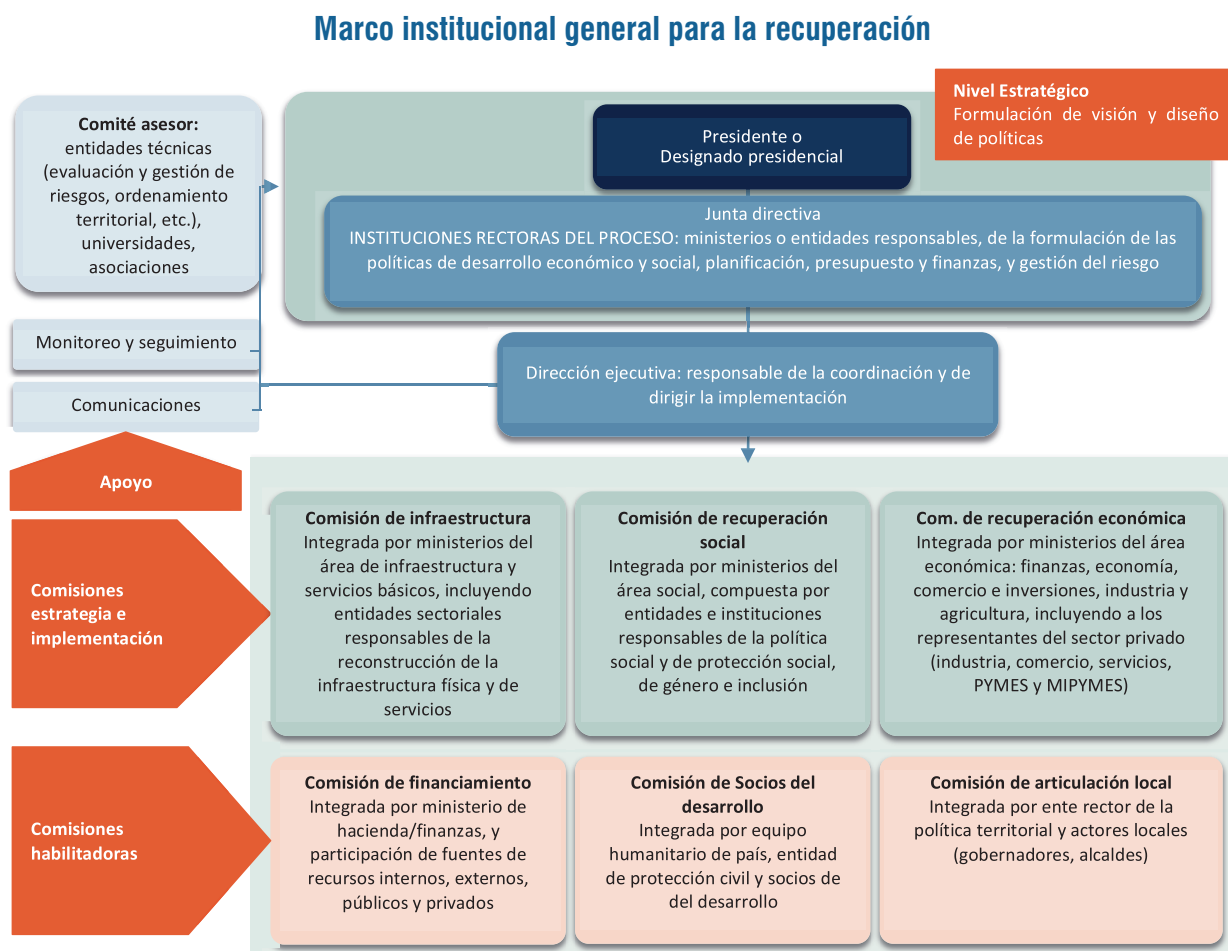 Marco institucional general para la recuperación
Nivel Estratégico
Formulación de visión y diseño
de políticas
Comité asesor:
entidades técnicas
(evaluación y gestión de
riesgos, ordenamiento
territorial, etc.),
universidades,
asociaciones
Presidente o
Designado presidencial
Junta directiva
INSTITUCIONES RECTORAS DEL PROCESO: ministerios o entidades responsables, de la formulación de las
políticas de desarrollo económico y social, planificación, presupuesto y finanzas, y gestión del riesgo
Monitoreo y seguimiento
Comunicaciones
Dirección ejecutiva: responsable de la coordinación y de
dirigir la implementación
Apoyo
Comisiones
estrategia e
implementación
Comisión de infraestructura
Integrada por ministerios del
área de infraestructura y
servicios básicos, incluyendo
entidades sectoriales
responsables de la
reconstrucción de la
infraestructura física y de
servicios
Comisión de recuperación
social
Integrada por ministerios del
área social, compuesta por
entidades e instituciones
responsables de la política
social y de protección social,
de género e inclusión
Com. de recuperación económica
Integrada por ministerios del área
económica: finanzas, economía,
comercio e inversiones, industria y
agricultura, incluyendo a los
representantes del sector privado
(industria, comercio, servicios,
PYMES y MIPYMES)
Comisiones
habilitadoras
Comisión de financiamiento
Integrada por ministerio de
hacienda/finanzas, y
participación de fuentes de
recursos internos, externos,
públicos y privados
Comisión de Socios del
desarrollo
Integrada por equipo
humanitario de país, entidad
de protección civil y socios de
del desarrollo
Comisión de articulación local
Integrada por ente rector de la
política territorial y actores locales
(gobernadores, alcaldes)